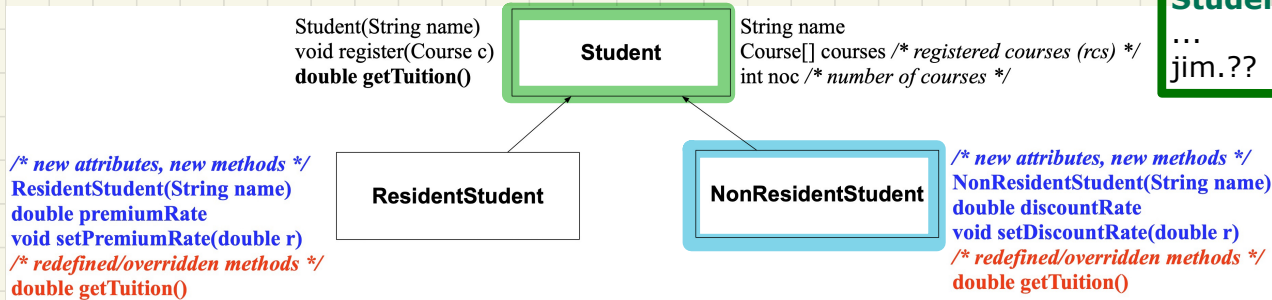 Student(String name)
void register(Course c)
double getTuition()
Student
String name
Course[] courses /* registered courses (rcs) */
int noc /* number of courses */
...
jim.??
/* new attributes, new methods */
ResidentStudent(String name)
double premiumRate
void setPremiumRate(double r)
/* redefined/overridden methods */
double getTuition()
ResidentStudent
NonResidentStudent
/* new attributes, new methods */
NonResidentStudent(String name)
double discountRate
void setDiscountRate(double r)
/* redefined/overridden methods */
double getTuition()